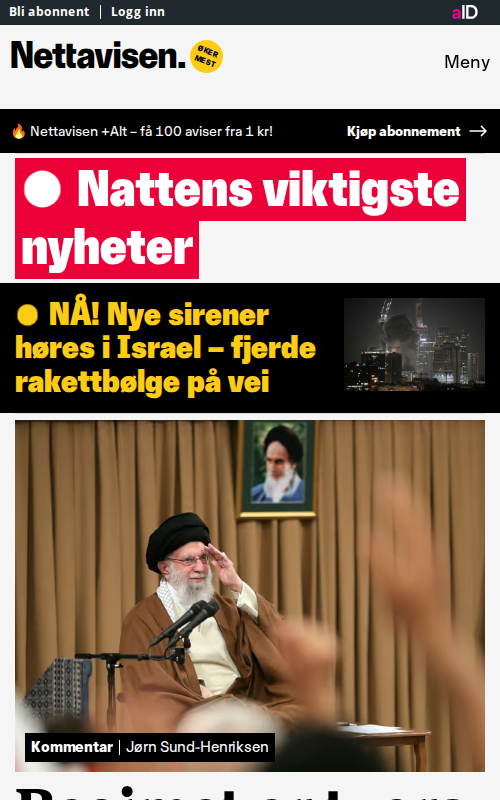 Bli abonnent | Logg inn
aID
Nettavisen.
ØKER
MEST
Meny
🔥 Nettavisen +Alt – få 100 aviser fra 1 kr!
Kjøp abonnement →
Nattens viktigste
nyheter
NÅ! Nye sirener
høres i Israel – fjerde
rakettbølge på vei
Kommentar | Jørn Sund-Henriksen